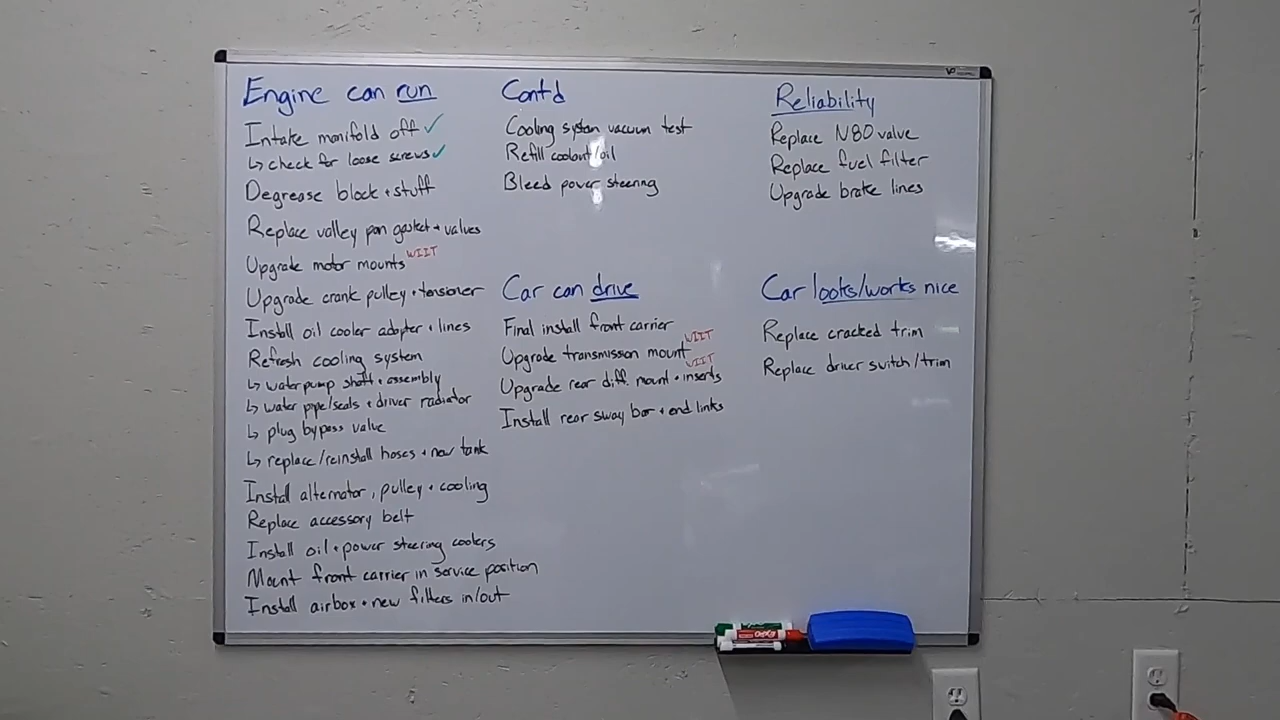 Engine can run
Intake manifold off ✓
↳ check for loose screws ✓
Degrease block + stuff
Replace valley pan gasket + valves
Upgrade motor mounts WIIT
Upgrade crank pulley + tensioner
Install oil cooler adapter + lines
Refresh cooling system
↳ waterpump shaft + assembly
↳ water pipe/seals + driver radiator
↳ plug bypass valve
↳ replace/reinstall hoses + new tank
Install alternator, pulley + cooling
Replace accessory belt
Install oil + power steering coolers
Mount front carrier in service position
Install airbox + new filters in/out
Cont'd
Cooling system vacuum test
Refill coolant/oil
Bleed power steering
Car can drive
Final install front carrier
Upgrade transmission mount WIIT
Upgrade rear diff. mount + inserts WIIT
Install rear sway bar + end links
Reliability
Replace N80 valve
Replace fuel filter
Upgrade brake lines
Car looks/works nice
Replace cracked trim
Replace driver switch/trim